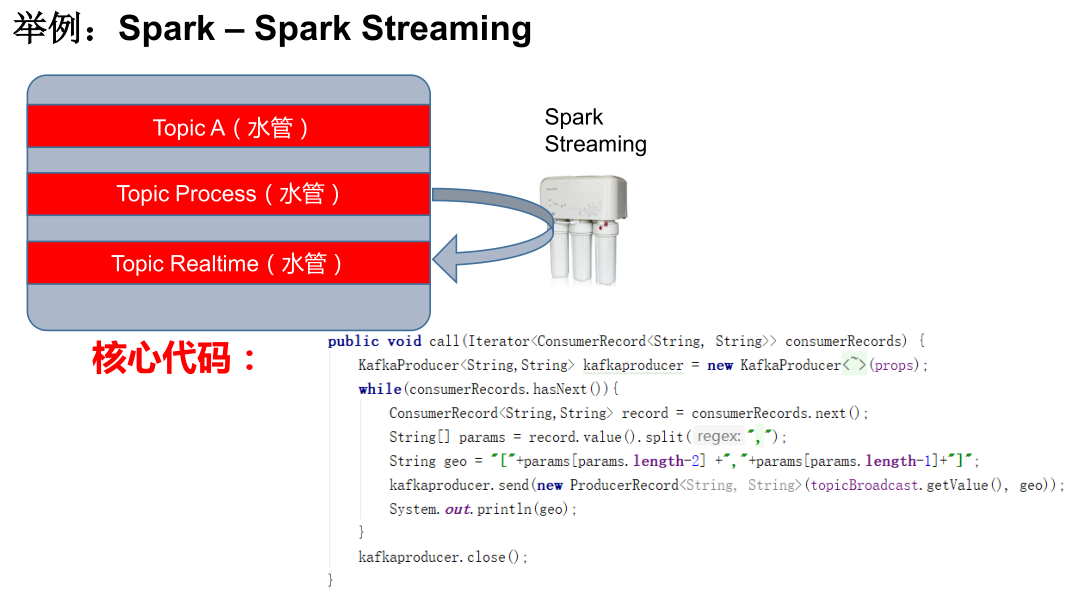 举例：Spark – Spark Streaming
Topic A（水管）
Topic Process（水管）
Topic Realtime（水管）
Spark
Streaming
核心代码：
public void call(Iterator<ConsumerRecord<String, String>> consumerRecords) {
KafkaProducer<String,String> kafkaproducer = new KafkaProducer<~>(props);
while(consumerRecords.hasNext()){
ConsumerRecord<String,String> record = consumerRecords.next();
String[] params = record.value().split( regex: ",");
String geo = "["+params[params.length-2] +","+params[params.length-1]+"]";
kafkaproducer.send(new ProducerRecord<String, String>(topicBroadcast.getValue(), geo));
System.out.println(geo);
}
kafkaproducer.close();
}